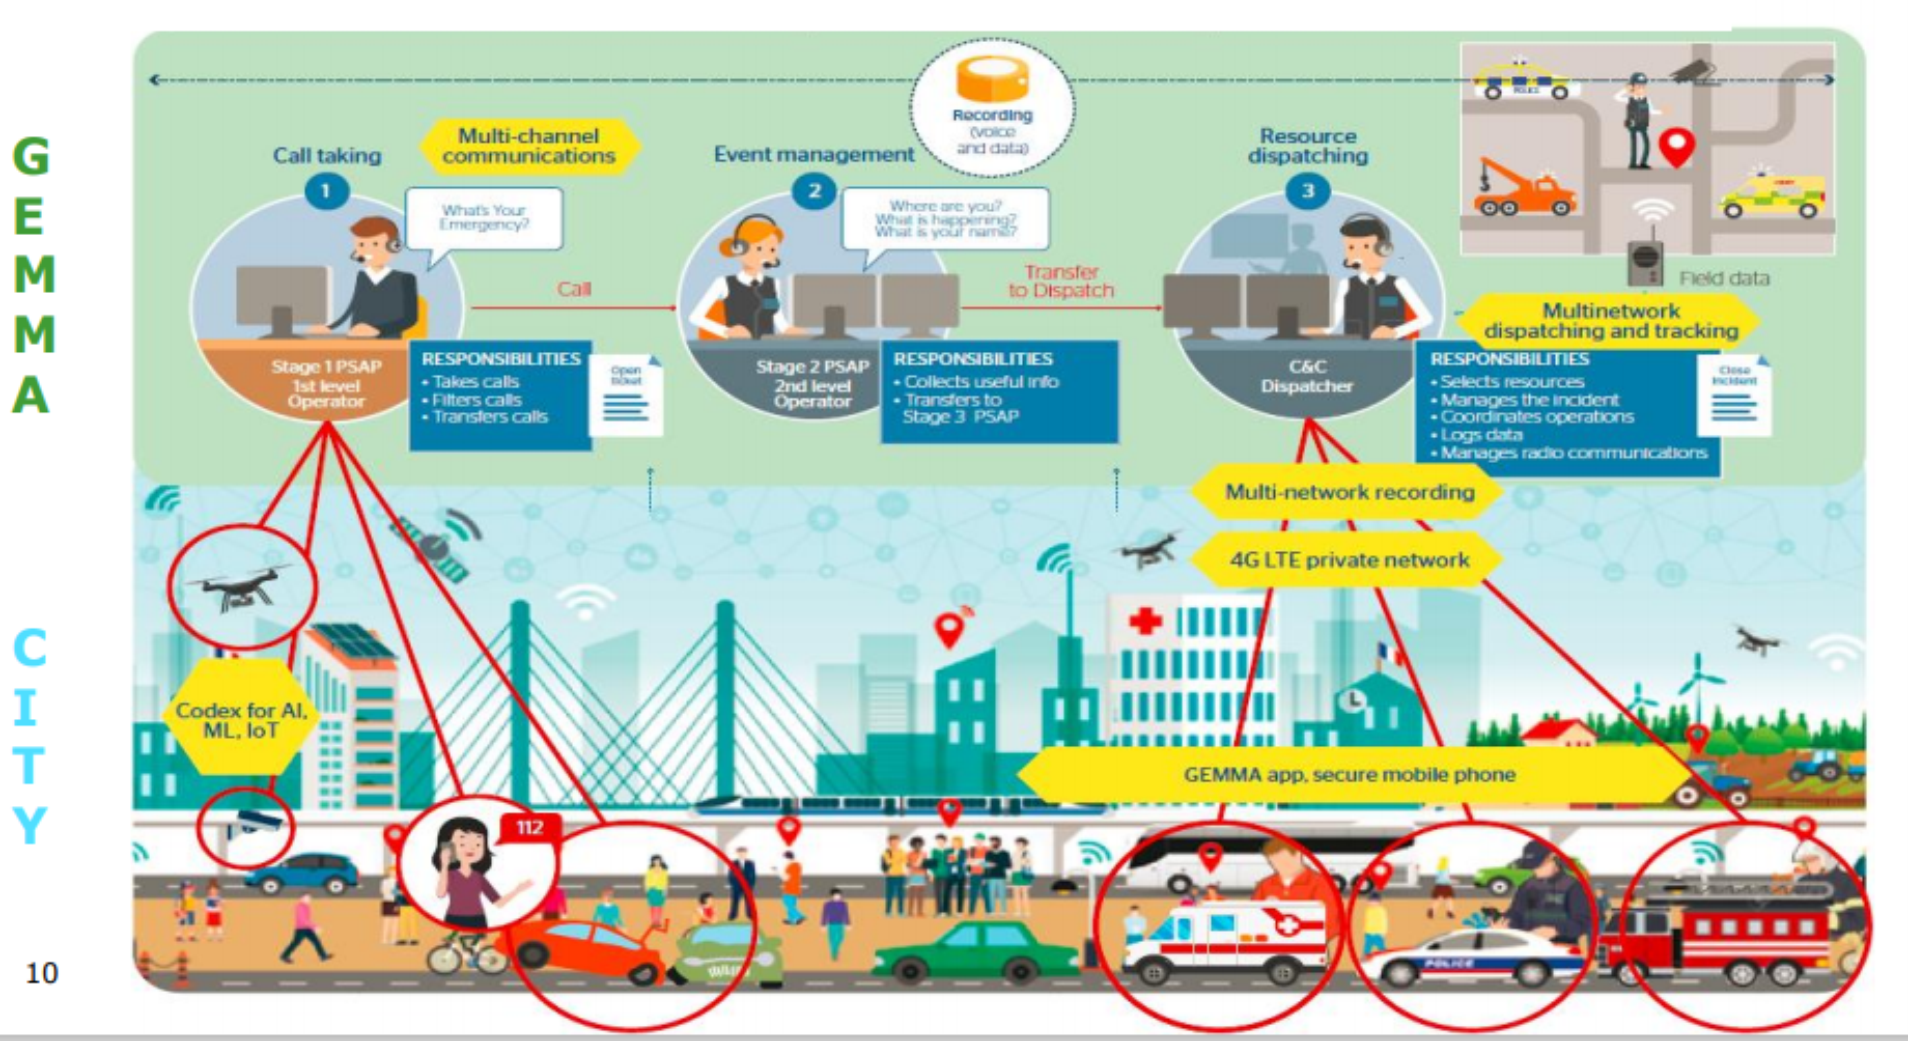 G
E
M
M
A
C
I
T
Y
10
Recording
(voice
and data)
Call taking
1
Multi-channel
communications
What's Your
Emergency?
Event management
2
Where are you?
What is happening?
What is your name?
Resource
dispatching
3
POLICE
Field data
Call
Transfer
to Dispatch
Multinetwork
dispatching and tracking
Stage 1 PSAP
1st level
Operator
RESPONSIBILITIES
• Takes calls
• Filters calls
• Transfers calls
Open
ticket
Stage 2 PSAP
2nd level
Operator
RESPONSIBILITIES
• Collects useful info
• Transfers to
Stage 3 PSAP
C&C
Dispatcher
RESPONSIBILITIES
• Selects resources
• Manages the incident
• Coordinates operations
• Logs data
• Manages radio communications
Close
Incident
Multi-network recording
4G LTE private network
Codex for AI,
ML, IoT
GEMMA app, secure mobile phone
112
POLICE